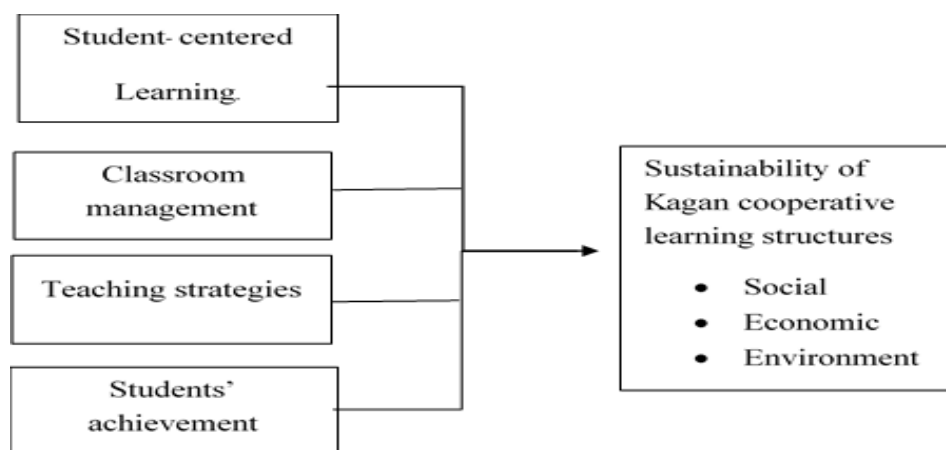 Student- centered
Learning.
Classroom
management
Teaching strategies
Students’
achievement
Sustainability of
Kagan cooperative
learning structures
• Social
• Economic
• Environment